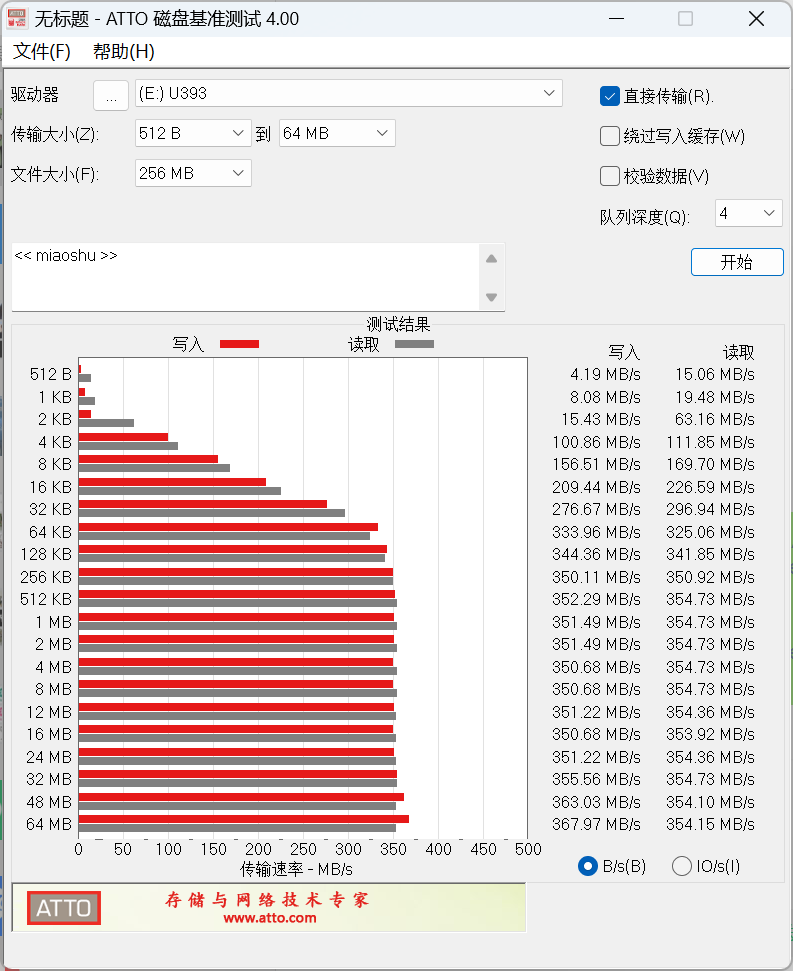 无标题 - ATTO 磁盘基准测试 4.00
文件(F) 帮助(H)
驱动器 ... (E:) U393
直接传输(R).
传输大小(Z): 512 B 到 64 MB
绕过写入缓存(W)
文件大小(F): 256 MB
校验数据(V)
队列深度(Q): 4
<< miaoshu >>
开始
测试结果
写入 读取
写入 读取
512 B 4.19 MB/s 15.06 MB/s
1 KB 8.08 MB/s 19.48 MB/s
2 KB 15.43 MB/s 63.16 MB/s
4 KB 100.86 MB/s 111.85 MB/s
8 KB 156.51 MB/s 169.70 MB/s
16 KB 209.44 MB/s 226.59 MB/s
32 KB 276.67 MB/s 296.94 MB/s
64 KB 333.96 MB/s 325.06 MB/s
128 KB 344.36 MB/s 341.85 MB/s
256 KB 350.11 MB/s 350.92 MB/s
512 KB 352.29 MB/s 354.73 MB/s
1 MB 351.49 MB/s 354.73 MB/s
2 MB 351.49 MB/s 354.73 MB/s
4 MB 350.68 MB/s 354.73 MB/s
8 MB 350.68 MB/s 354.73 MB/s
12 MB 351.22 MB/s 354.36 MB/s
16 MB 350.68 MB/s 353.92 MB/s
24 MB 351.22 MB/s 354.36 MB/s
32 MB 355.56 MB/s 354.73 MB/s
48 MB 363.03 MB/s 354.10 MB/s
64 MB 367.97 MB/s 354.15 MB/s
0 50 100 150 200 250 300 350 400 450 500
传输速率 - MB/s
B/s(B) IO/s(I)
ATTO 存储与网络技术专家
www.atto.com